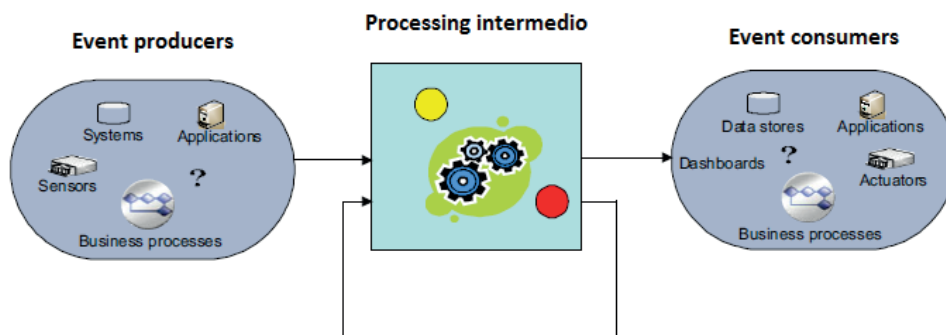 Event producers
Systems
Applications
Sensors
?
Business processes
Processing intermedio
Event consumers
Data stores
Applications
Dashboards
?
Actuators
Business processes